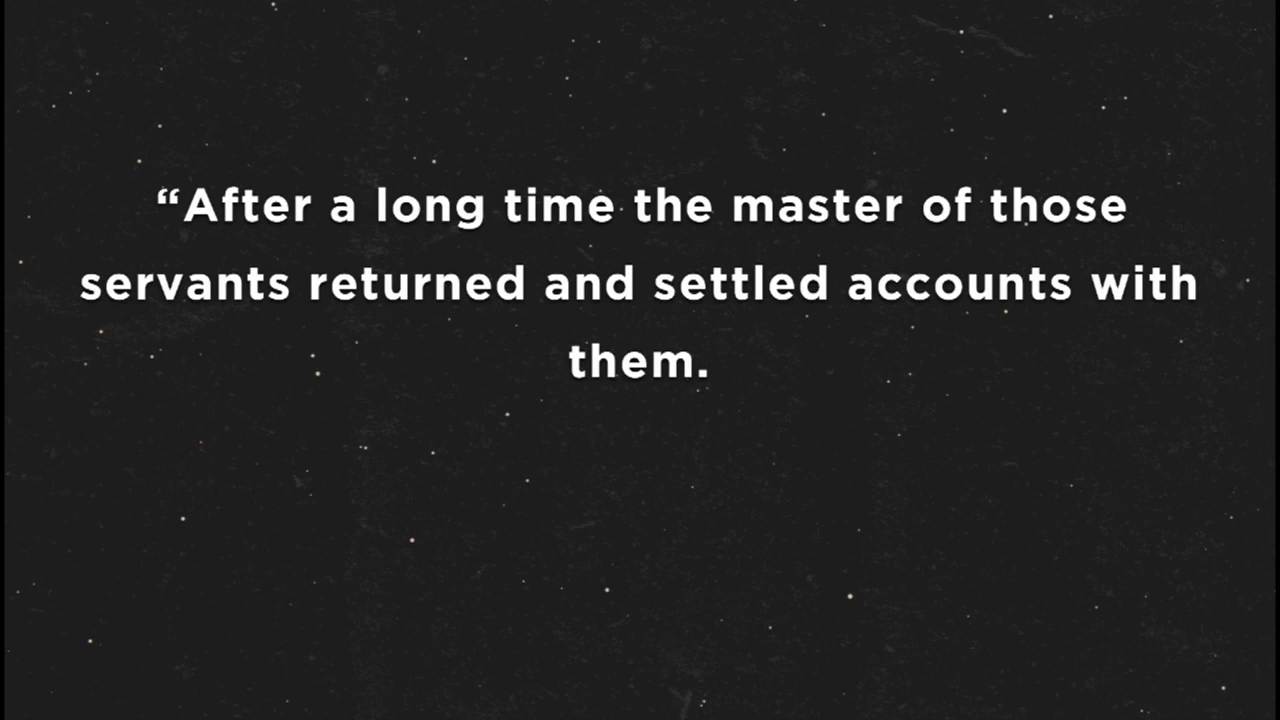 “After a long time the master of those
servants returned and settled accounts with
them.